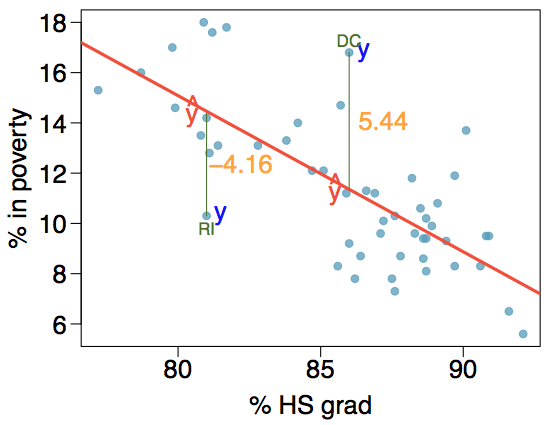 18
16
14
12
10
8
6
% in poverty
DC
y
5.44
ŷ
–4.16
ŷ
y
RI
80
85
90
% HS grad